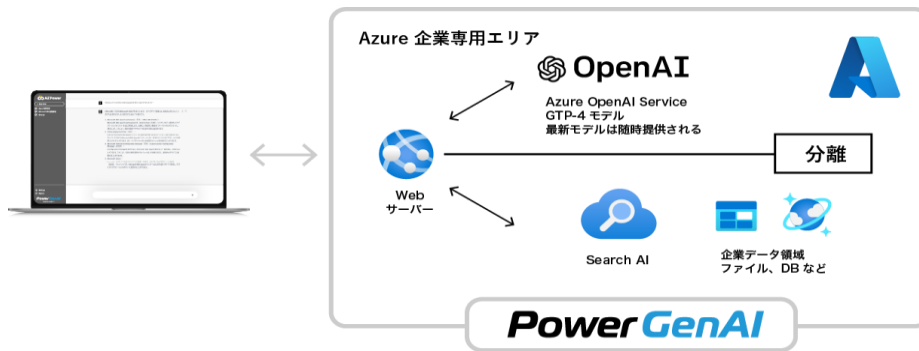 Azure 企業専用エリア
OpenAI
Azure OpenAI Service
GTP-4 モデル
最新モデルは随時提供される
分離
Web
サーバー
Search AI
企業データ領域
ファイル、DB など
Power GenAI